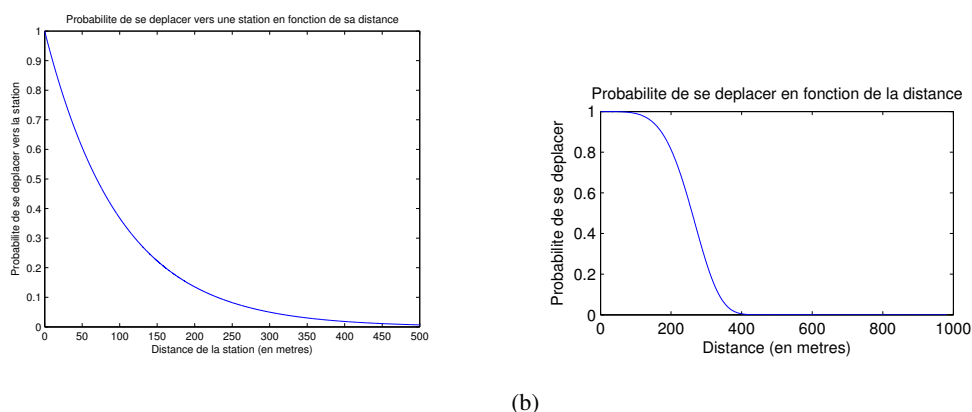 Probabilite de se deplacer vers une station en fonction de sa distance
Probabilite de se deplacer vers la station
1
0.9
0.8
0.7
0.6
0.5
0.4
0.3
0.2
0.1
0
0 50 100 150 200 250 300 350 400 450 500
Distance de la station (en metres)
Probabilite de se deplacer en fonction de la distance
Probabilite de se deplacer
1
0.8
0.6
0.4
0.2
0
0 200 400 600 800 1000
Distance (en metres)
(b)